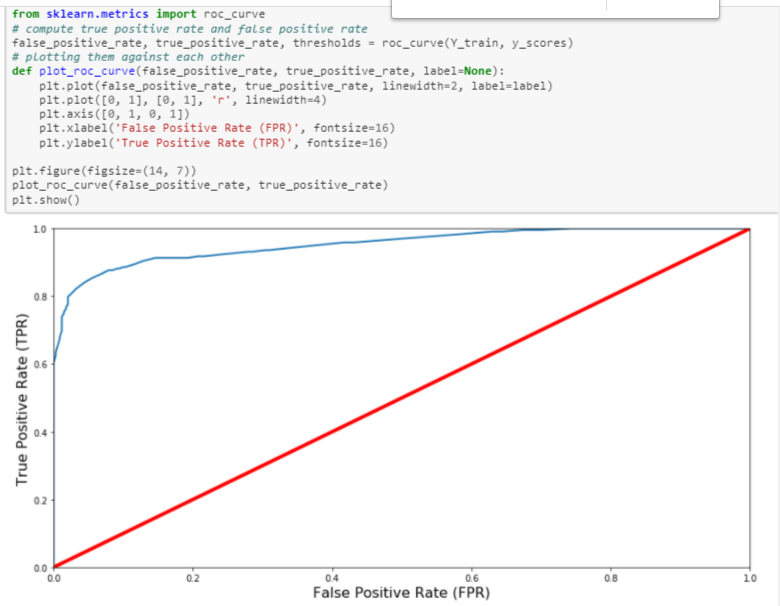 from sklearn.metrics import roc_curve
# compute true positive rate and false positive rate
false_positive_rate, true_positive_rate, thresholds = roc_curve(Y_train, y_scores)
# plotting them against each other
def plot_roc_curve(false_positive_rate, true_positive_rate, label=None):
    plt.plot(false_positive_rate, true_positive_rate, linewidth=2, label=label)
    plt.plot([0, 1], [0, 1], 'r', linewidth=4)
    plt.axis([0, 1, 0, 1])
    plt.xlabel('False Positive Rate (FPR)', fontsize=16)
    plt.ylabel('True Positive Rate (TPR)', fontsize=16)
plt.figure(figsize=(14, 7))
plot_roc_curve(false_positive_rate, true_positive_rate)
plt.show()
True Positive Rate (TPR)
1.0
0.8
0.6
0.4
0.2
0.0
0.0 0.2 0.4 0.6 0.8 1.0
False Positive Rate (FPR)